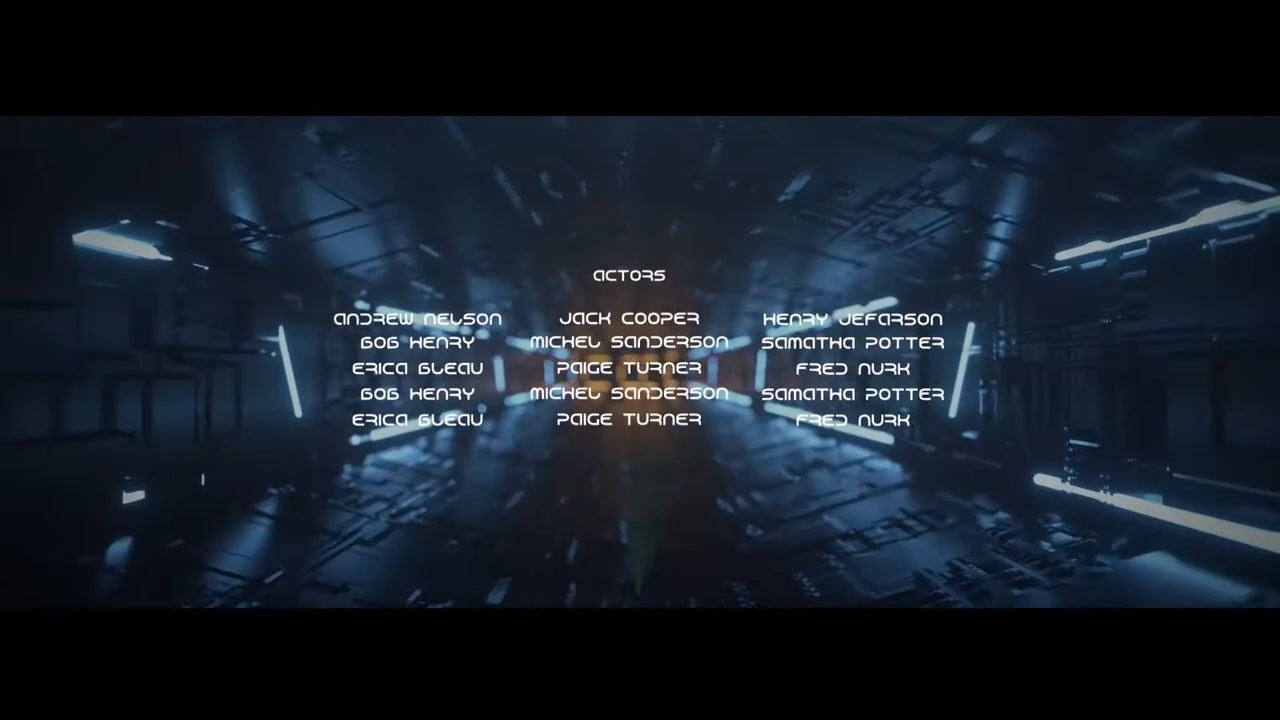 ACTORS
ANDREW NELSON JACK COOPER HENRY JEFARSON
BOB HENRY MICHEL SANDERSON SAMATHA POTTER
ERICA BLEAU PAIGE TURNER FRED NURK
BOB HENRY MICHEL SANDERSON SAMATHA POTTER
ERICA BLEAU PAIGE TURNER FRED NURK